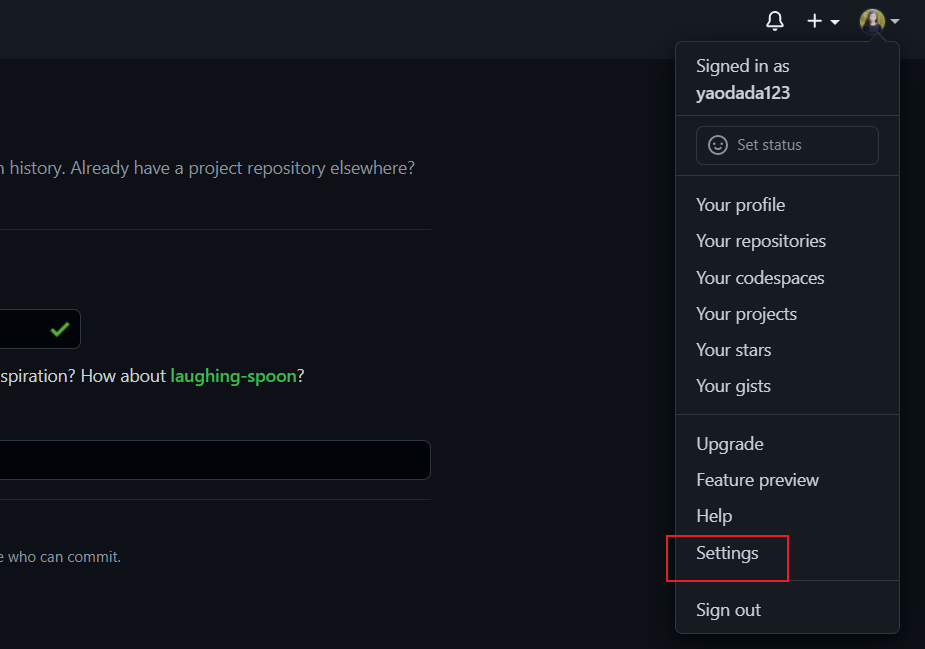 Signed in as
yaodada123
Set status
history. Already have a project repository elsewhere?
Your profile
Your repositories
Your codespaces
Your projects
Your stars
Your gists
spiration? How about laughing-spoon?
Upgrade
Feature preview
Help
Settings
who can commit.
Sign out